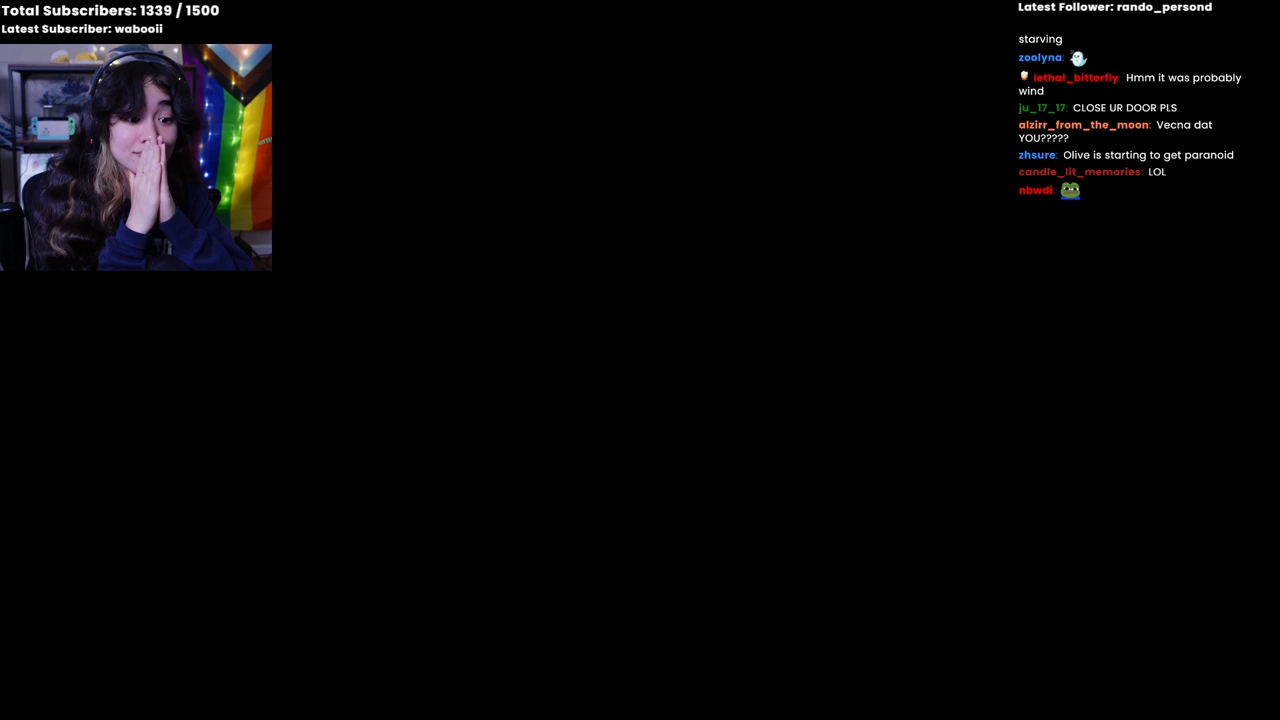 Total Subscribers: 1339 / 1500
Latest Subscriber: wabooii
Latest Follower: rando_persond
starving
zoolyna:
lethal_bitterfly: Hmm it was probably
wind
ju_17_17: CLOSE UR DOOR PLS
alzirr_from_the_moon: Vecna dat
YOU?????
zhsure: Olive is starting to get paranoid
candle_lit_memories: LOL
nbwdi: